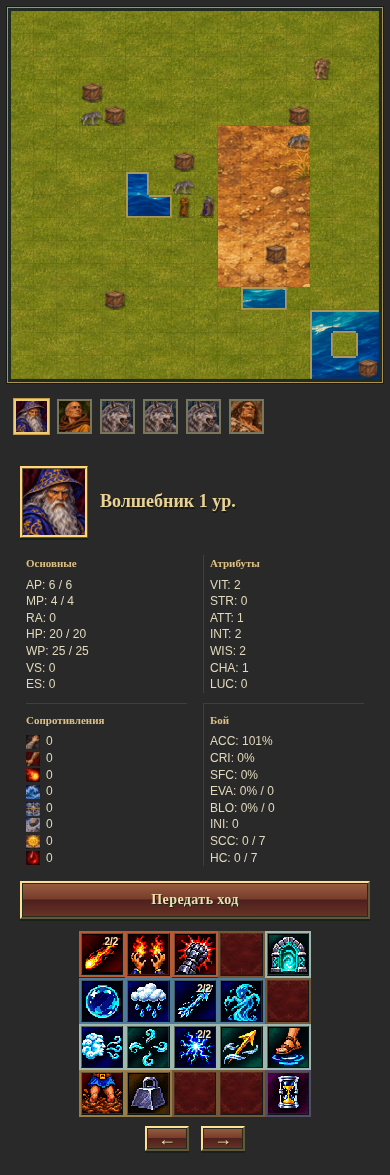 Волшебник 1 ур.
Основные
AP: 6 / 6
MP: 4 / 4
RA: 0
HP: 20 / 20
WP: 25 / 25
VS: 0
ES: 0
Атрибуты
VIT: 2
STR: 0
ATT: 1
INT: 2
WIS: 2
CHA: 1
LUC: 0
Сопротивления
0
0
0
0
0
0
0
0
Бой
ACC: 101%
CRI: 0%
SFC: 0%
EVA: 0% / 0
BLO: 0% / 0
INI: 0
SCC: 0 / 7
HC: 0 / 7
Передать ход
2/2
2/2
2/2
← →